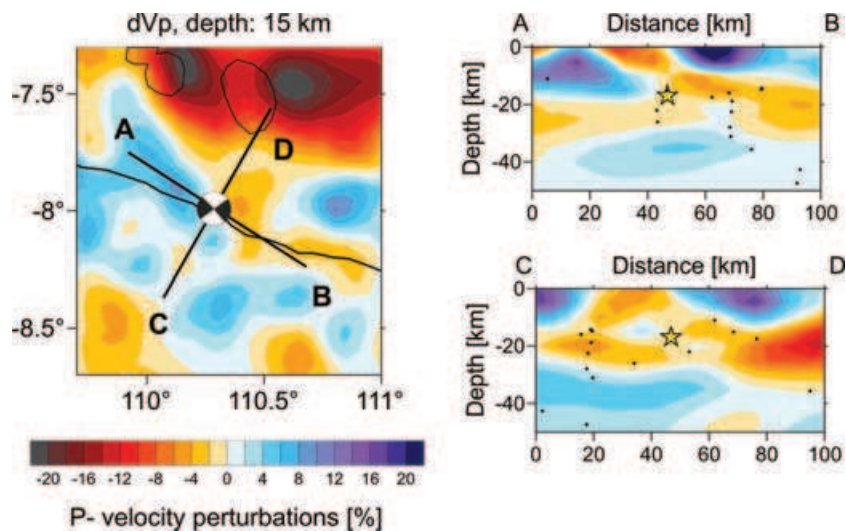 dVp, depth: 15 km
-7.5°
-8°
-8.5°
110°
110.5°
111°
A
D
B
C
-20 -16 -12 -8 -4 0 4 8 12 16 20
P- velocity perturbations [%]
A Distance [km] B
0
-20
-40
Depth [km]
0 20 40 60 80 100
C Distance [km] D
0
-20
-40
Depth [km]
0 20 40 60 80 100